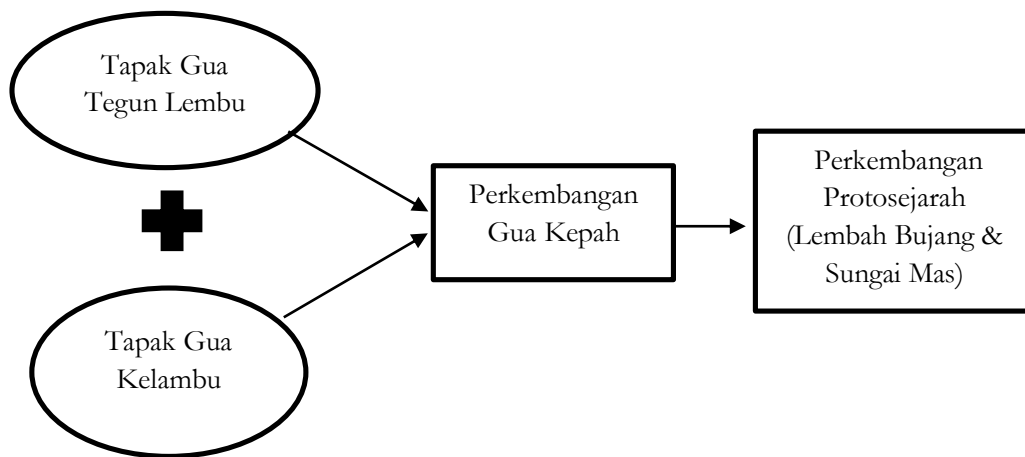 Tapak Gua
Tegun Lembu
Tapak Gua
Kelambu
Perkembangan
Gua Kepah
Perkembangan
Protosejarah
(Lembah Bujang &
Sungai Mas)